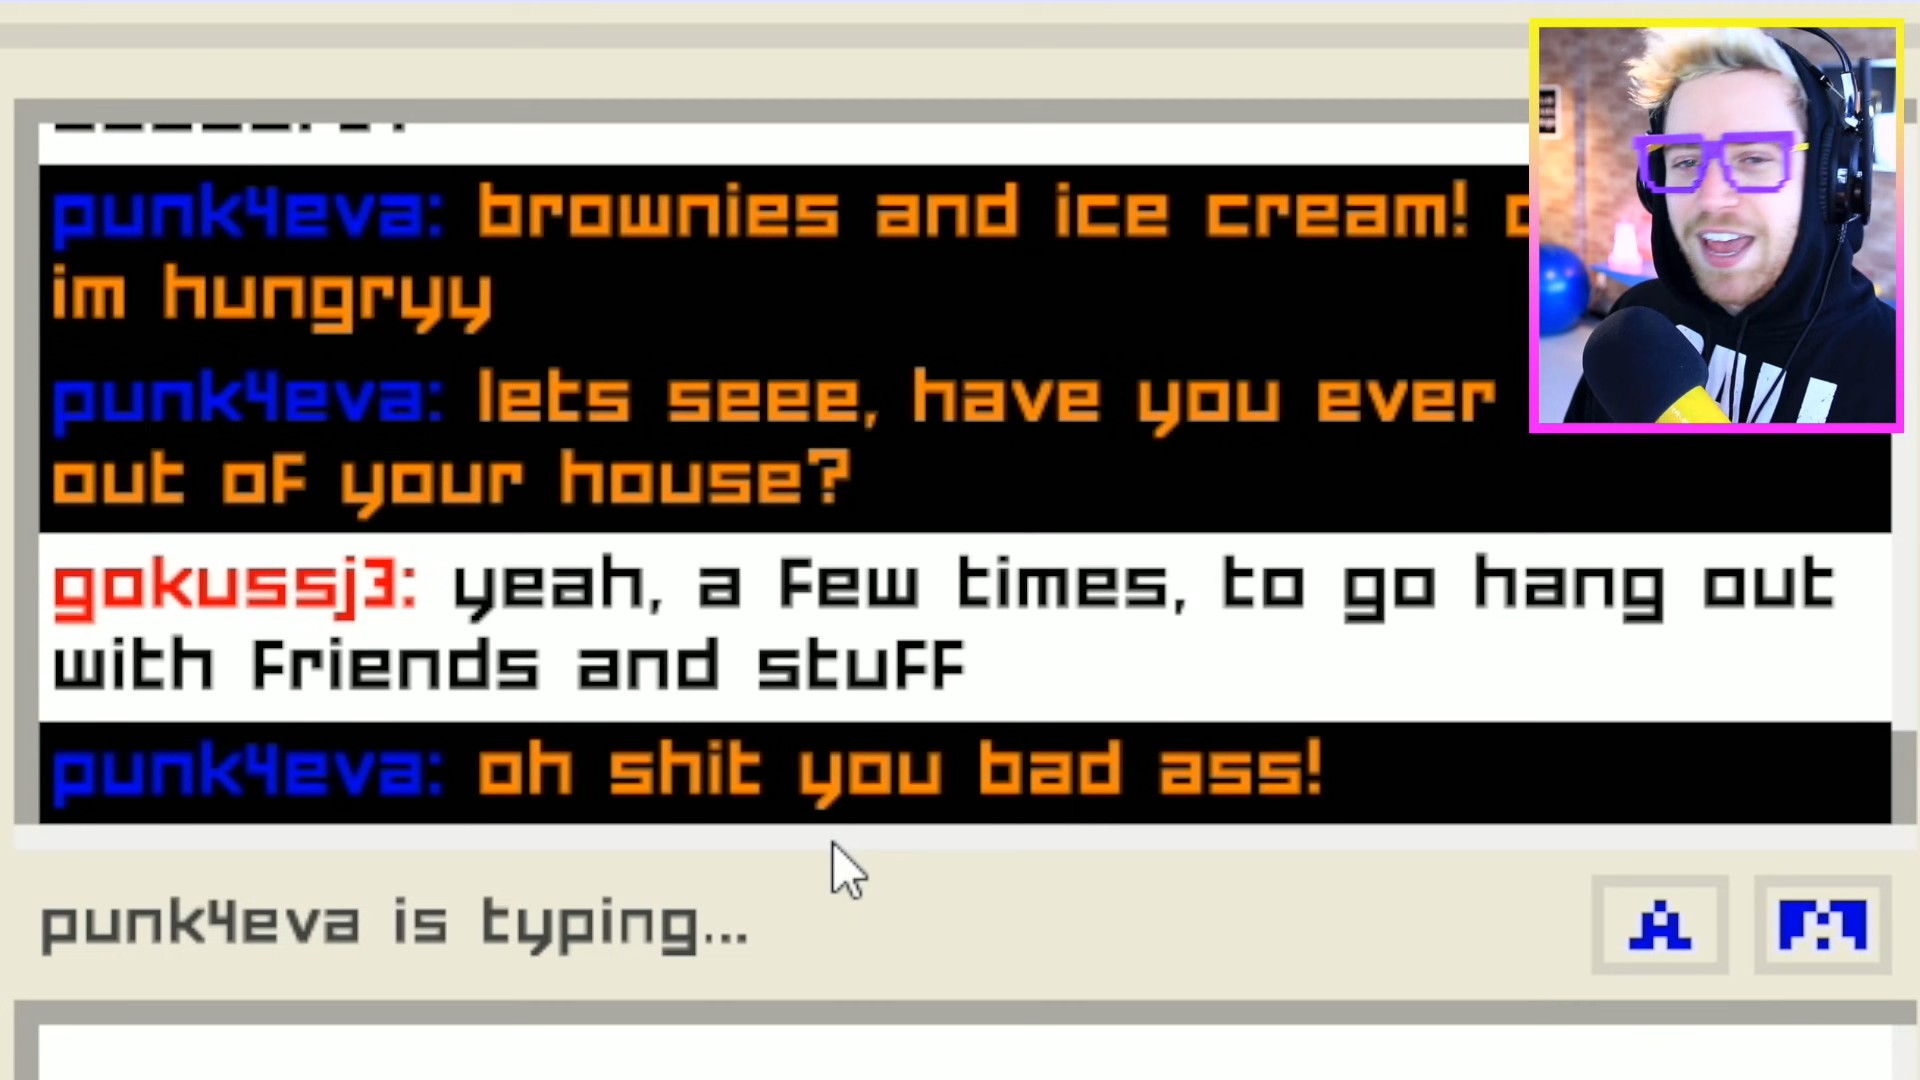 punk4eva: brownies and ice cream!
im hungryy
punk4eva: lets seee, have you ever
out of your house?
gokussj3: yeah, a few times, to go hang out
with friends and stuff
punk4eva: oh shit you bad ass!
punk4eva is typing...